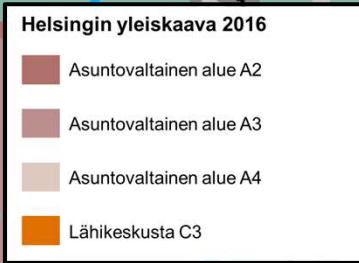 Helsingin yleiskaava 2016
Asuntovaltainen alue A2
Asuntovaltainen alue A3
Asuntovaltainen alue A4
Lähikeskusta C3